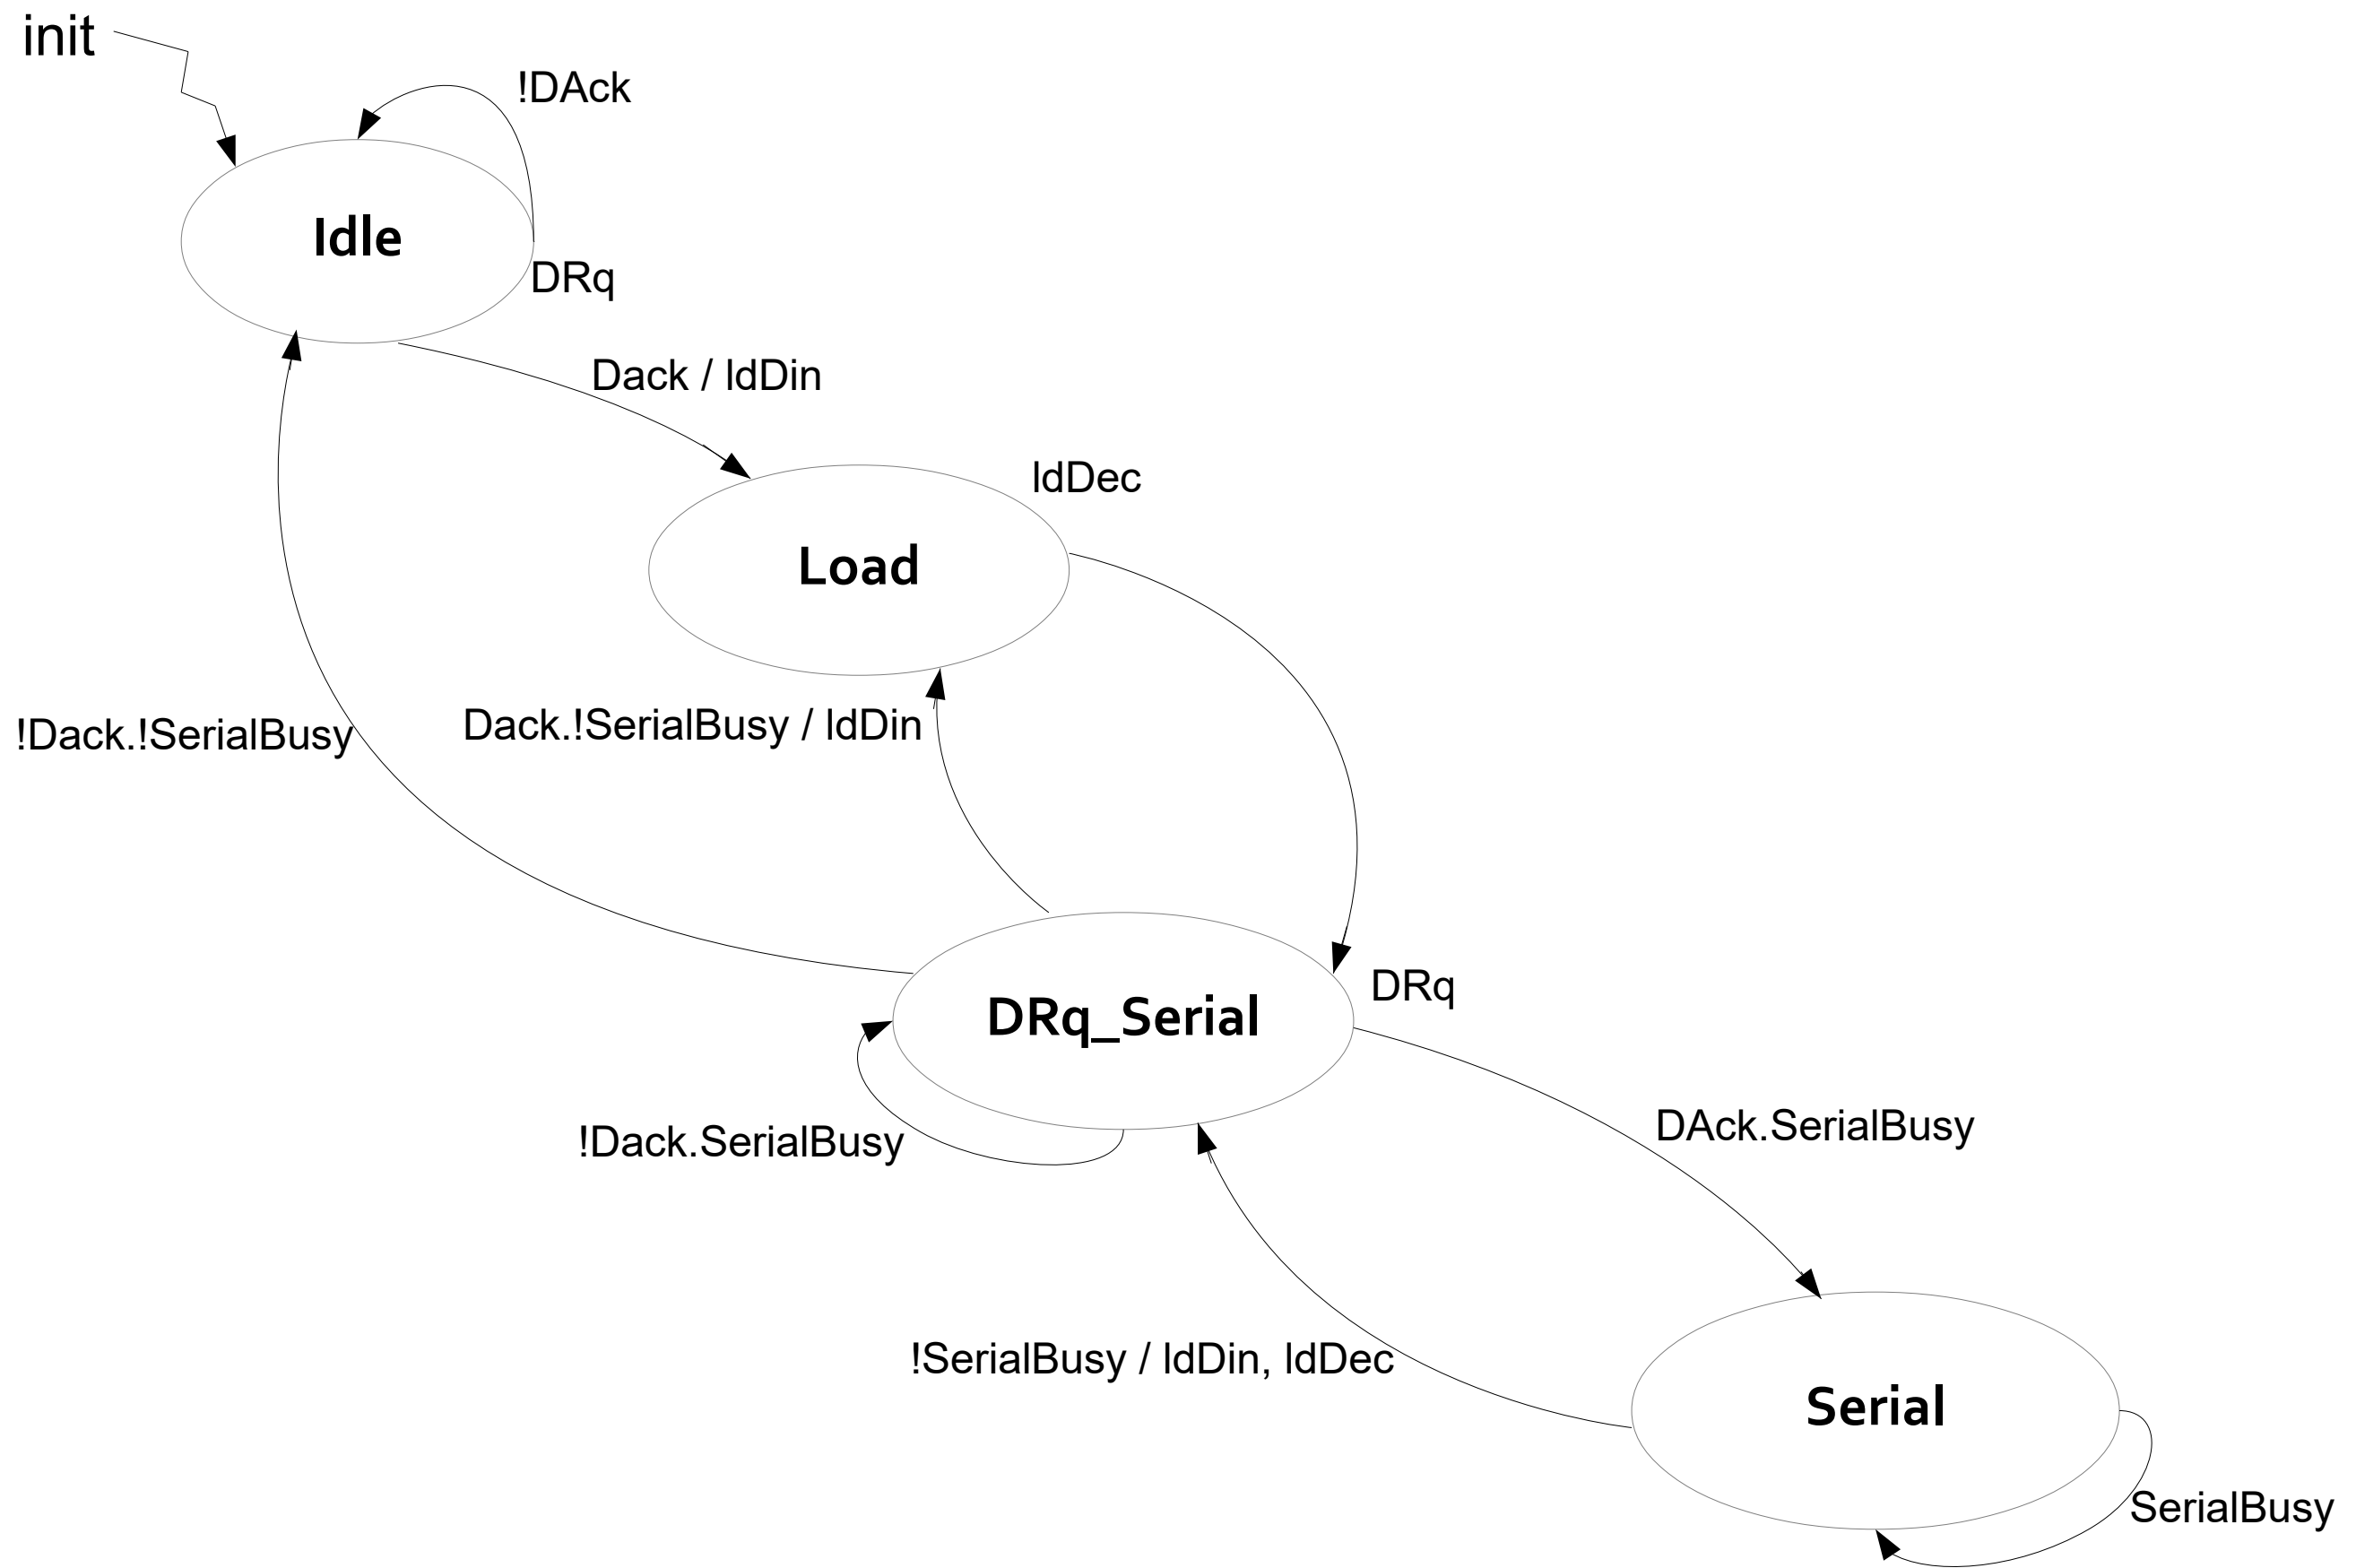 init
!DAck
Idle
DRq
Dack / ldDin
ldDec
Load
!Dack.!SerialBusy
Dack.!SerialBusy / ldDin
DRq
DRq_Serial
!Dack.SerialBusy
DAck.SerialBusy
!SerialBusy / ldDin, ldDec
Serial
SerialBusy